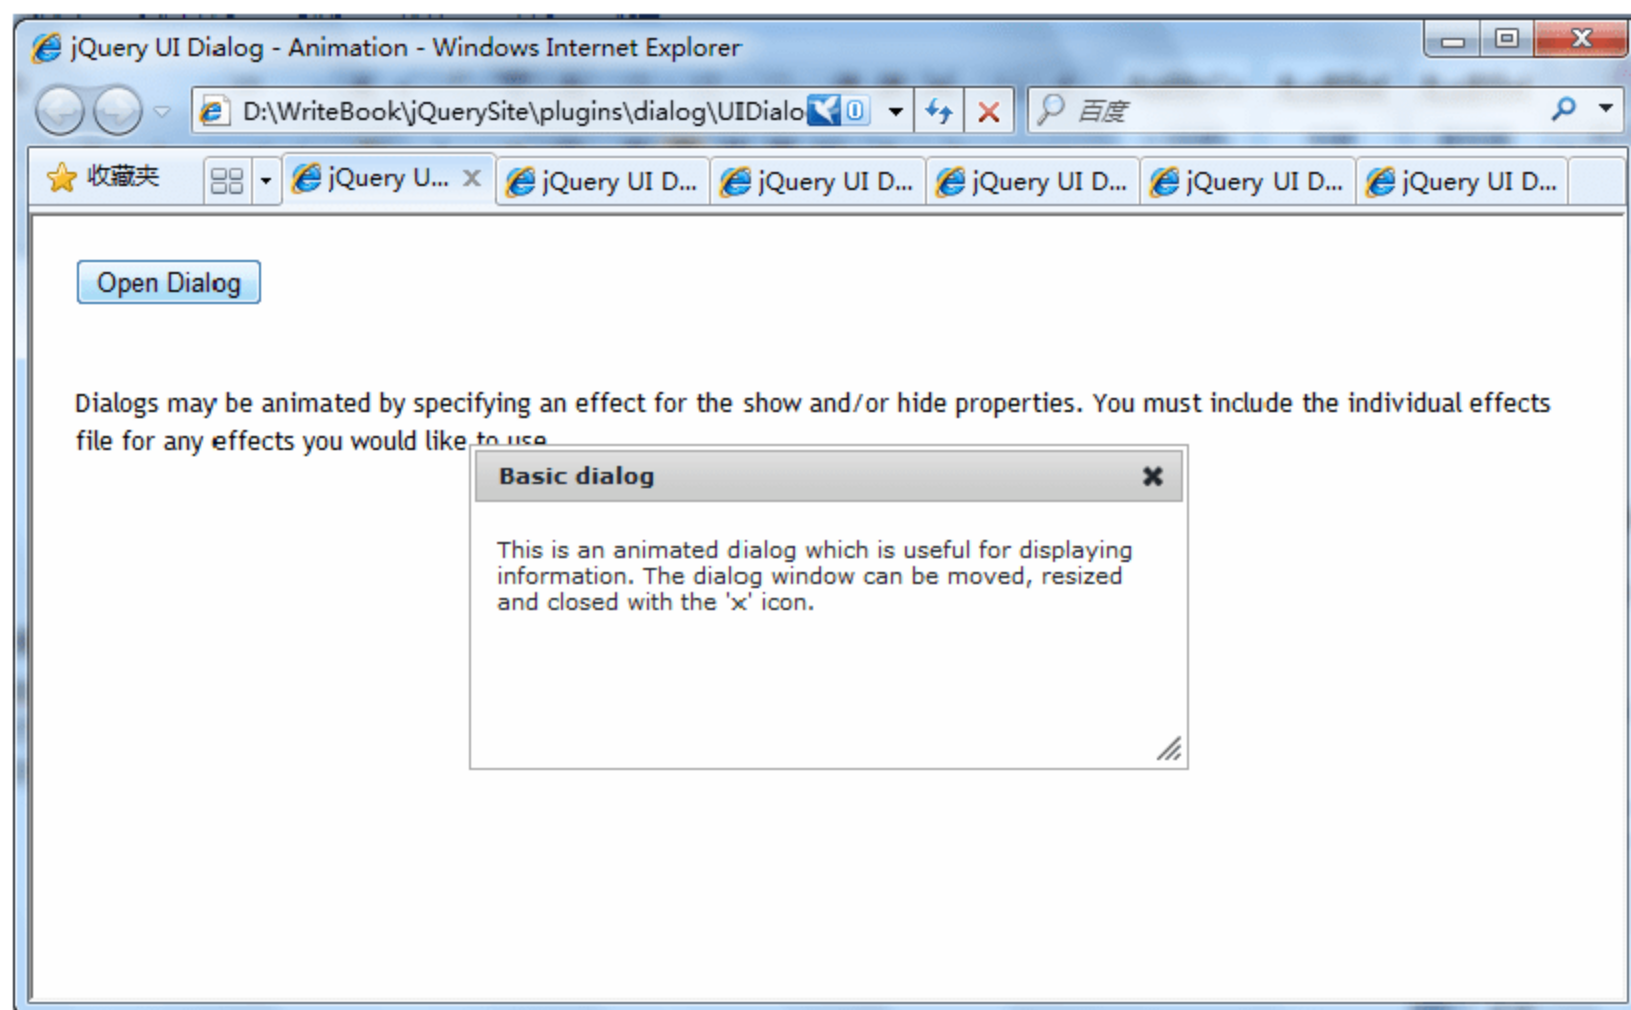 jQuery UI Dialog - Animation - Windows Internet Explorer
D:\WriteBook\jQuerySite\plugins\dialog\UIDialo
百度
收藏夹
jQuery U...
jQuery UI D...
jQuery UI D...
jQuery UI D...
jQuery UI D...
jQuery UI D...
Open Dialog
Dialogs may be animated by specifying an effect for the show and/or hide properties. You must include the individual effects
file for any effects you would like to use
Basic dialog
This is an animated dialog which is useful for displaying
information. The dialog window can be moved, resized
and closed with the 'x' icon.